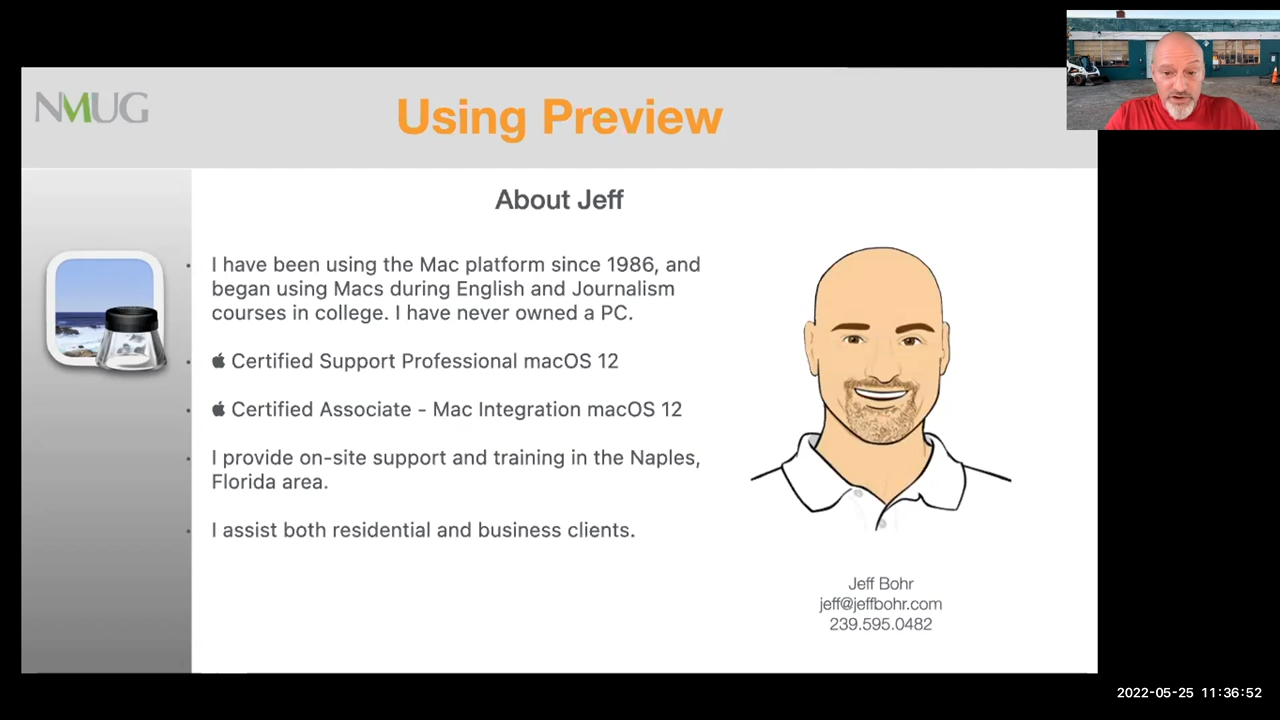 NMUG
Using Preview
About Jeff
I have been using the Mac platform since 1986, and
began using Macs during English and Journalism
courses in college. I have never owned a PC.
 Certified Support Professional macOS 12
 Certified Associate - Mac Integration macOS 12
I provide on-site support and training in the Naples,
Florida area.
I assist both residential and business clients.
Jeff Bohr
jeff@jeffbohr.com
239.595.0482
2022-05-25 11:36:52